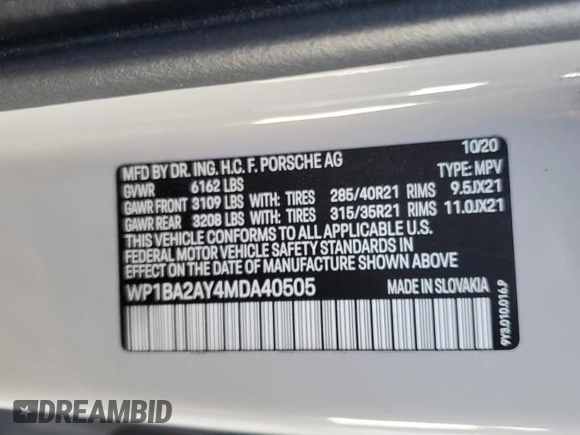 10/20
MFD BY DR. ING. H.C. F. PORSCHE AG
GVWR 6162 LBS TYPE: MPV
GAWR FRONT 3109 LBS WITH: TIRES 285/40R21 RIMS 9.5JX21
GAWR REAR 3208 LBS WITH: TIRES 315/35R21 RIMS 11.0JX21
THIS VEHICLE CONFORMS TO ALL APPLICABLE U.S.
FEDERAL MOTOR VEHICLE SAFETY STANDARDS IN
EFFECT ON THE DATE OF MANUFACTURE SHOWN ABOVE.
WP1BA2AY4MDA40505 MADE IN SLOVAKIA
9Y3.010.016.P
DREAMBID